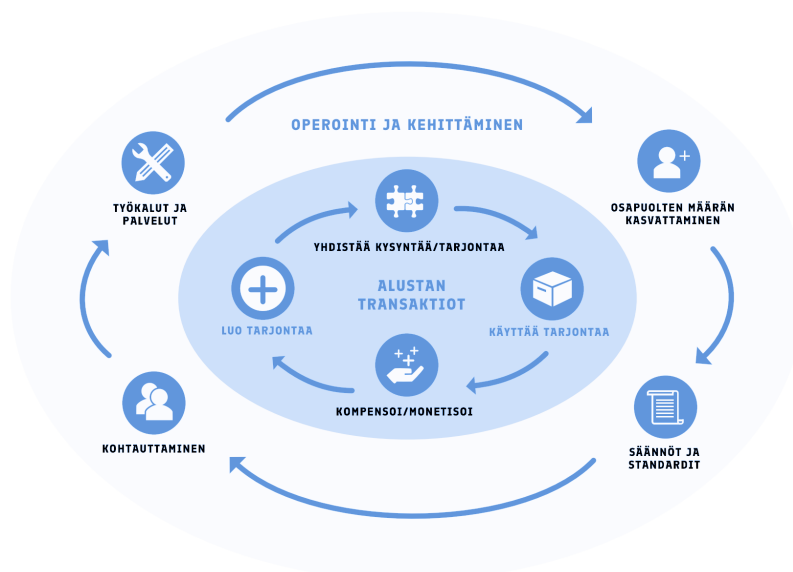 OPEROINTI JA KEHITTÄMINEN
TYÖKALUT JA
PALVELUT
OSAPUOLTEN MÄÄRÄN
KASVATTAMINEN
YHDISTÄÄ KYSYNTÄÄ/TARJONTAA
ALUSTAN
TRANSAKTIOT
LUO TARJONTAA
KÄYTTÄÄ TARJONTAA
KOMPENSOI/MONETISOI
KOHTAUTTAMINEN
SÄÄNNÖT JA
STANDARDIT